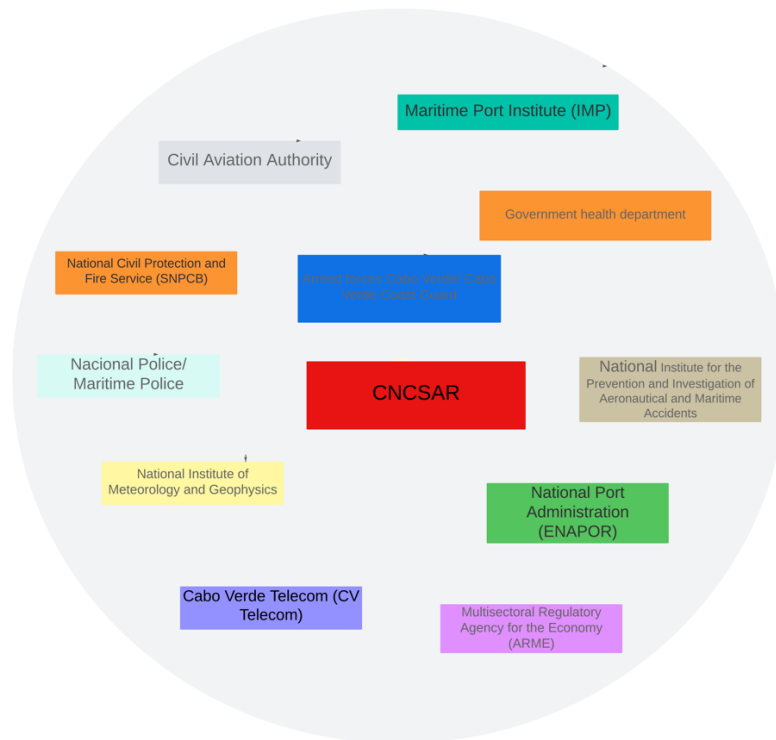 Maritime Port Institute (IMP)
Civil Aviation Authority
Government health department
National Civil Protection and
Fire Service (SNPCB)
Armed forces Cabo Verde/ Cabo
Verde Coast Guard
Nacional Police/
Maritime Police
National Institute for the
Prevention and Investigation of
Aeronautical and Maritime
Accidents
CNCSAR
National Institute of
Meteorology and Geophysics
National Port
Administration
(ENAPOR)
Cabo Verde Telecom (CV
Telecom)
Multisectoral Regulatory
Agency for the Economy
(ARME)